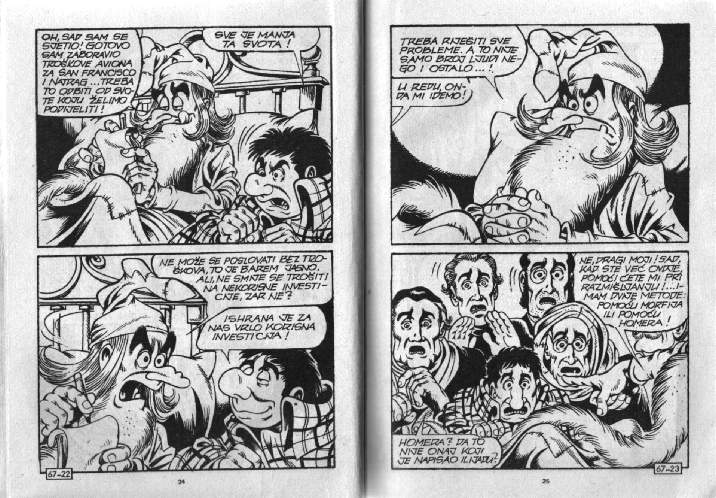 OH, SAD SAM SE
SJETIO! GOTOVO
SAM ZABORAVIO
TROŠKOVE AVIONA
ZA SAN FRANCISCO
I NATRAG...TREBA
TO ODBITI OD SVO-
TE KOJU ŽELIMO
PODIJELITI!
SVE JE MANJA
TA SVOTA!
NE MOŽE SE POSLOVATI BEZ TRO-
ŠKOVA, TO JE BAREM JASNO.
ALI, NE SMIJE SE TROŠITI
NA NEKORISNE INVESTI-
CIJE, ZAR NE?
ISHRANA JE ZA
NAS VRLO KORISNA
INVESTICIJA!
67-22
24
TREBA RIJEŠITI SVE
PROBLEME. A TO NIJE
SAMO BROJ LJUDI NE-
GO I OSTALO...!
U REDU, ON-
DA MI IDEMO!
NE, DRAGI MOJI! SAD,
KAD STE VEĆ OVDJE,
POMOĆI ĆETE MI PRI
RAZMIŠLJANJU!...I-
MAM DVIJE METODE:
POMOĆU MORFIJA
ILI POMOĆU
HOMERA!
HOMERA? DA TO
NIJE ONAJ KOJI
JE NAPISAO ILIJADU?
67-23
25